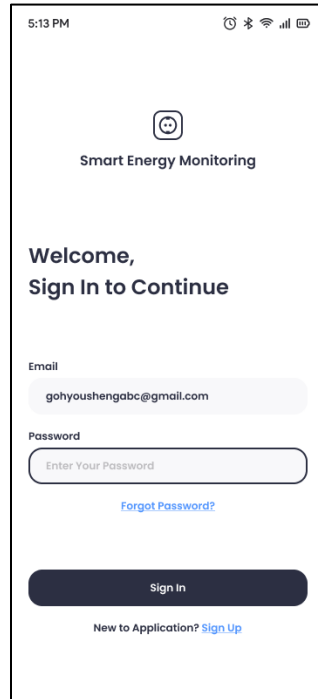 5:13 PM
Smart Energy Monitoring
Welcome,
Sign In to Continue
Email
gohyoushengabc@gmail.com
Password
Enter Your Password
Forgot Password?
Sign In
New to Application? Sign Up